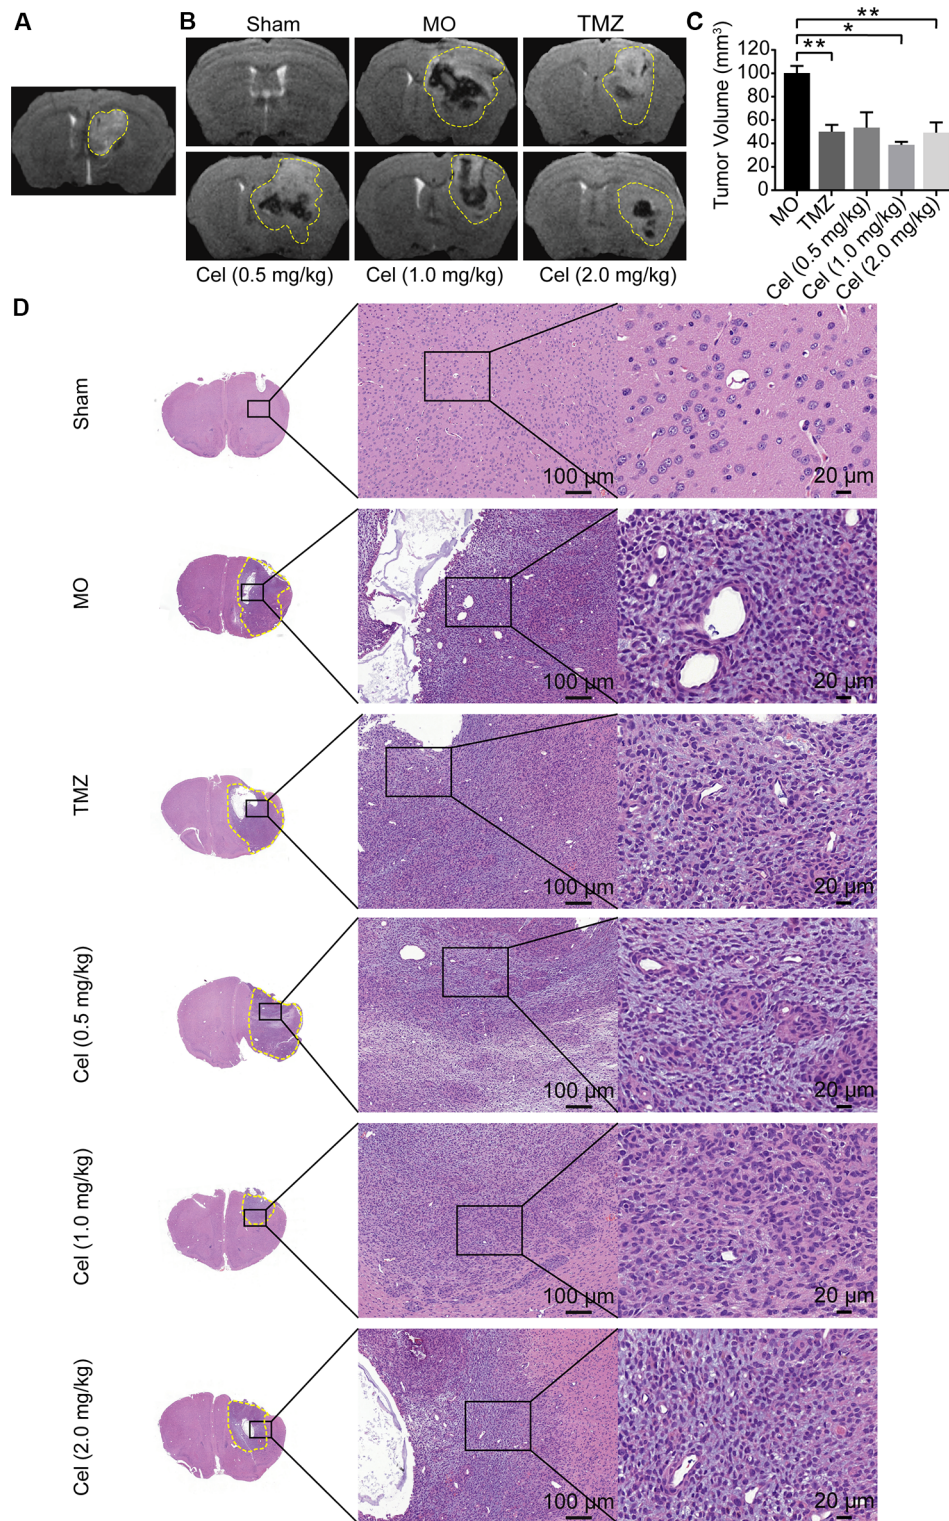 A
B
Sham
MO
TMZ
Cel (0.5 mg/kg)
Cel (1.0 mg/kg)
Cel (2.0 mg/kg)
C
**
*
**
Tumor Volume (mm³)
120
100
80
60
40
20
0
MO
TMZ
Cel (0.5 mg/kg)
Cel (1.0 mg/kg)
Cel (2.0 mg/kg)
D
Sham
100 µm
20 µm
MO
100 µm
20 µm
TMZ
100 µm
20 µm
Cel (0.5 mg/kg)
100 µm
20 µm
Cel (1.0 mg/kg)
100 µm
20 µm
Cel (2.0 mg/kg)
100 µm
20 µm